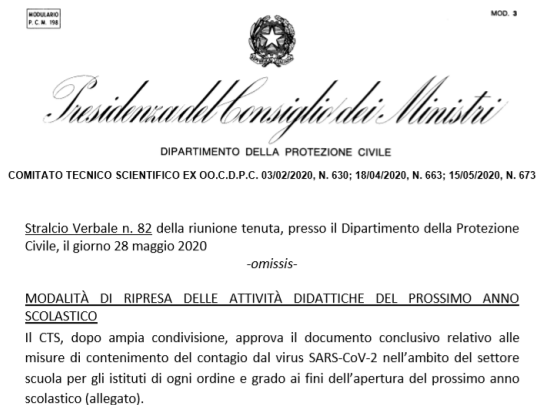 MODULARIO
P. C. M. 198
MOD. 3
Presidenza del Consiglio dei Ministri
DIPARTIMENTO DELLA PROTEZIONE CIVILE
COMITATO TECNICO SCIENTIFICO EX OO.C.D.P.C. 03/02/2020, N. 630; 18/04/2020, N. 663; 15/05/2020, N. 673
Stralcio Verbale n. 82 della riunione tenuta, presso il Dipartimento della Protezione
Civile, il giorno 28 maggio 2020
-omissis-
MODALITÀ DI RIPRESA DELLE ATTIVITÀ DIDATTICHE DEL PROSSIMO ANNO
SCOLASTICO
Il CTS, dopo ampia condivisione, approva il documento conclusivo relativo alle
misure di contenimento del contagio dal virus SARS-CoV-2 nell’ambito del settore
scuola per gli istituti di ogni ordine e grado ai fini dell’apertura del prossimo anno
scolastico (allegato).